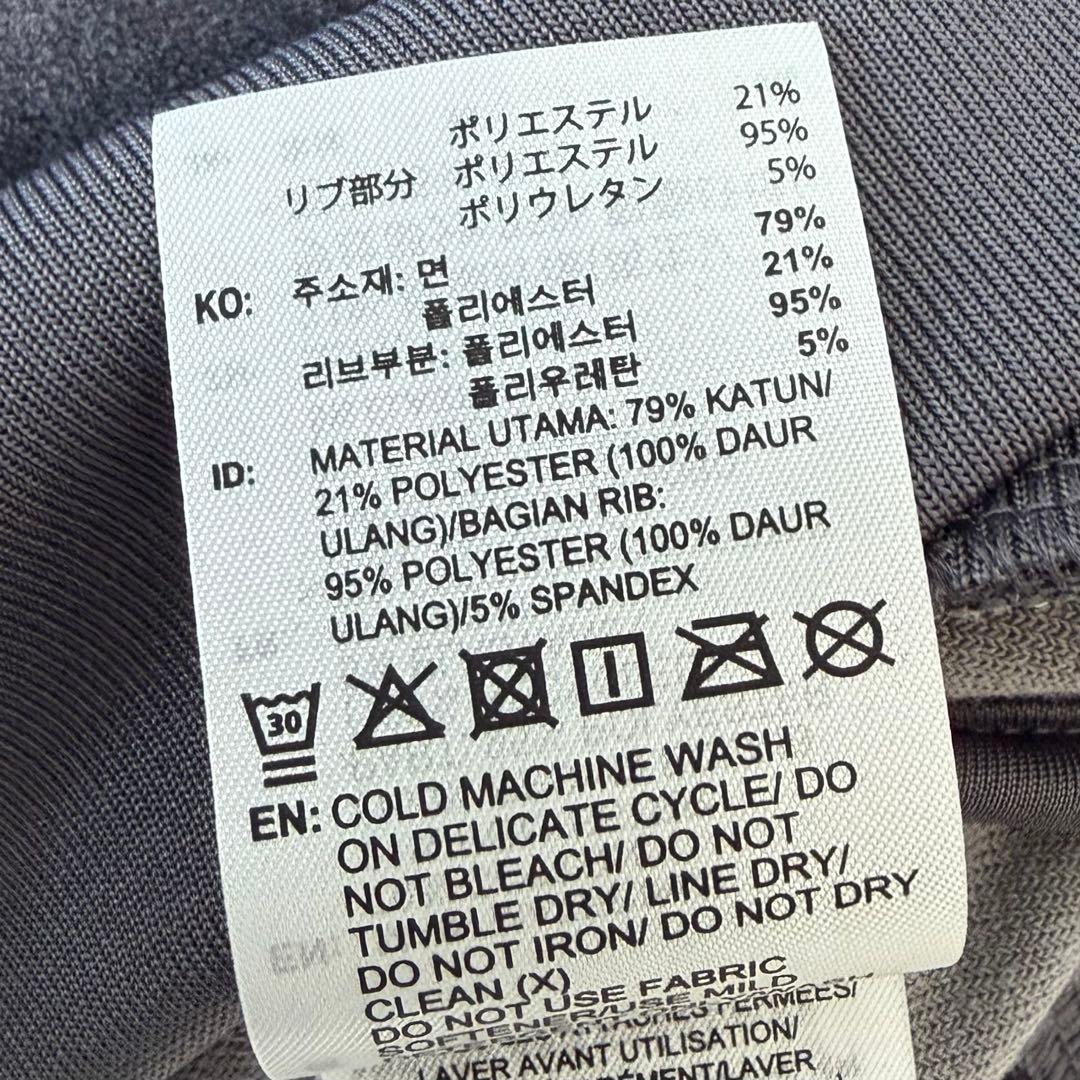 ポリエステル 21%
リブ部分 ポリエステル 95%
ポリウレタン 5%
KO: 주소재: 면 79%
폴리에스터 21%
리브부분: 폴리에스터 95%
폴리우레탄 5%
ID: MATERIAL UTAMA: 79% KATUN/
21% POLYESTER (100% DAUR
ULANG)/BAGIAN RIB:
95% POLYESTER (100% DAUR
ULANG)/5% SPANDEX
30
EN: COLD MACHINE WASH
ON DELICATE CYCLE/ DO
NOT BLEACH/ DO NOT
TUMBLE DRY/ LINE DRY/
DO NOT IRON/ DO NOT DRY
CLEAN (X)
DO NOT USE FABRIC
SOFTENER/USE MILD
LAVER AVANT UTILISATION/